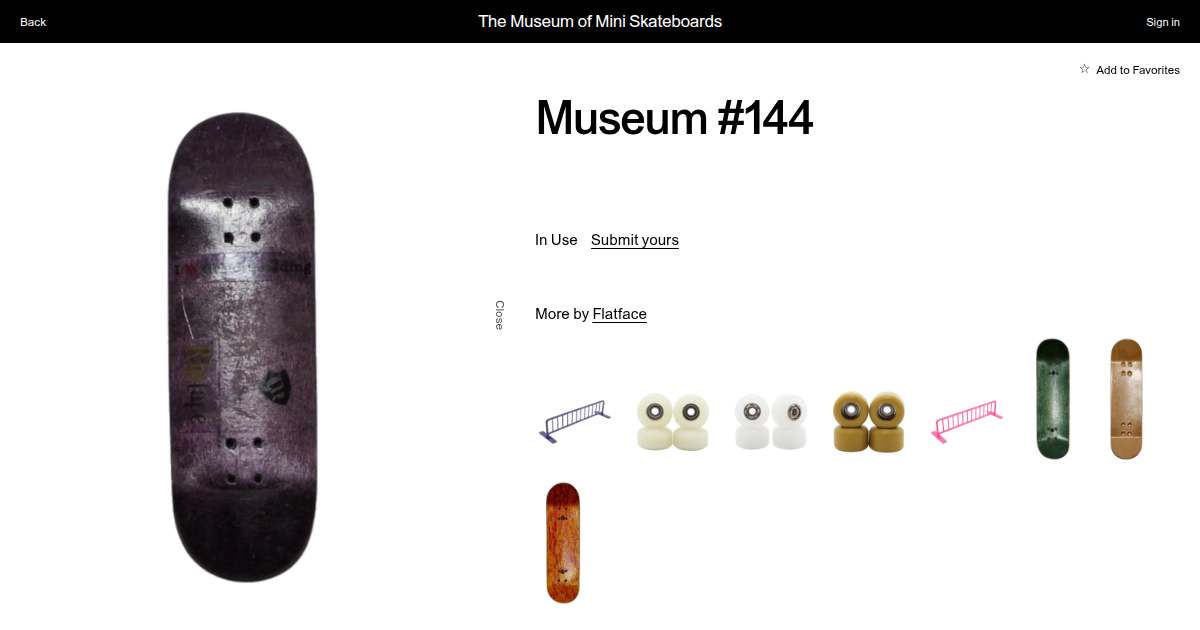 Back
The Museum of Mini Skateboards
Sign in
☆ Add to Favorites
Museum #144
In Use Submit yours
Close
More by Flatface